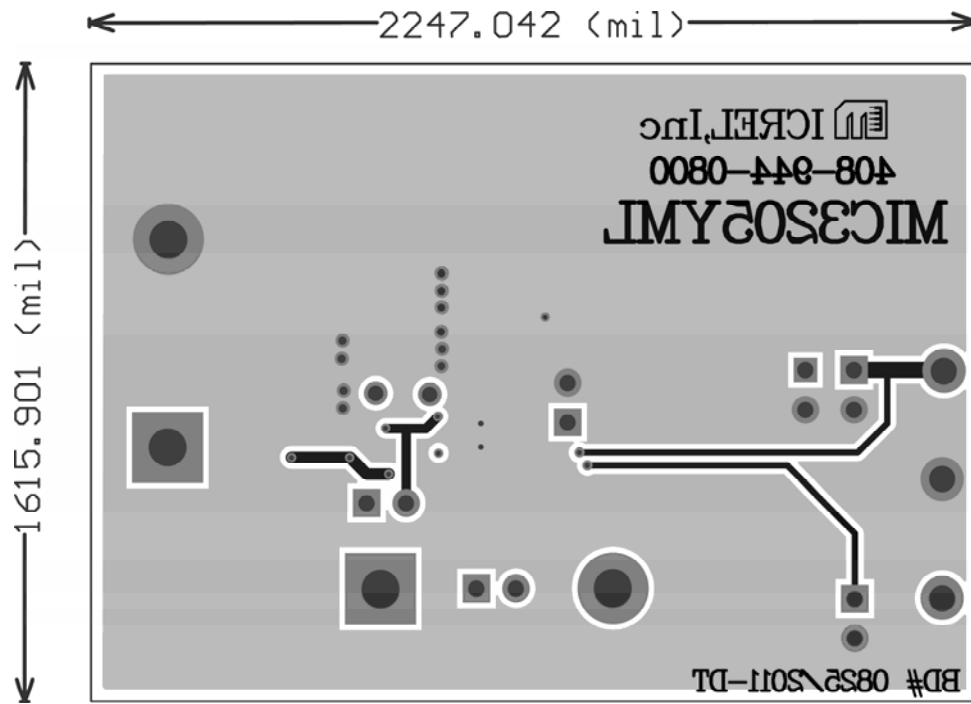 2247.042 (mil)
ICREL,Inc
408-944-0800
MIC3205YML
1615.901 (mil)
BD# 0825/2011-DT